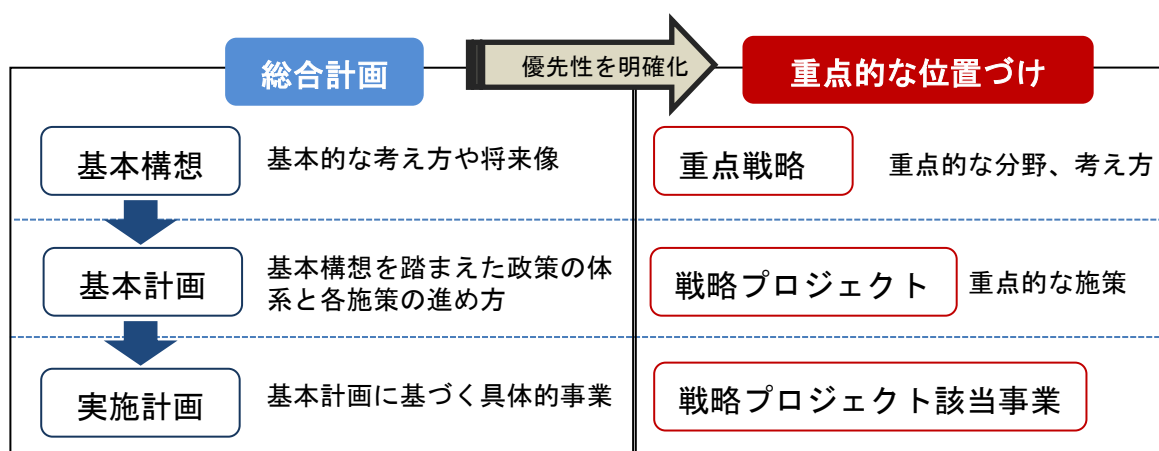 総合計画
優先性を明確化
重点的な位置づけ
基本構想
基本的な考え方や将来像
重点戦略
重点的な分野、考え方
基本計画
基本構想を踏まえた政策の体
系と各施策の進め方
戦略プロジェクト
重点的な施策
実施計画
基本計画に基づく具体的事業
戦略プロジェクト該当事業